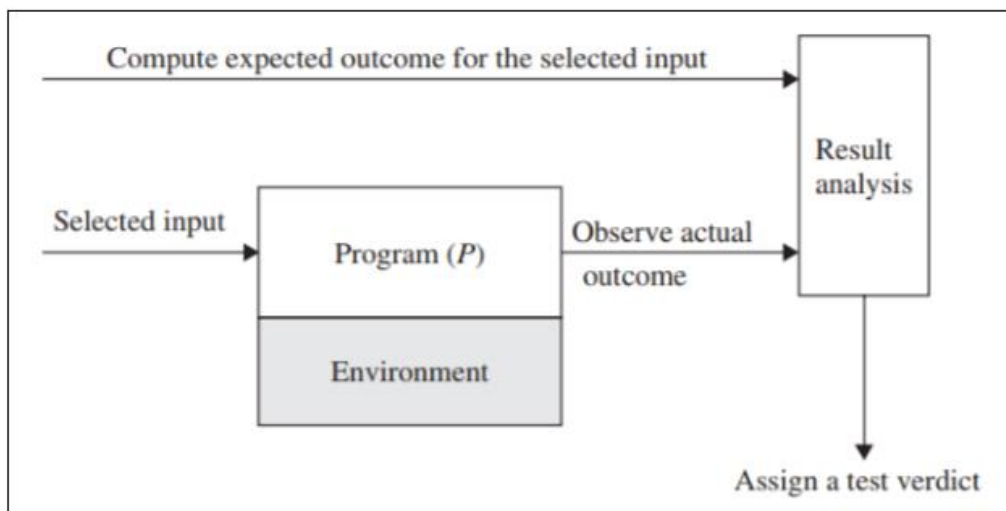 Compute expected outcome for the selected input
Result
analysis
Selected input
Program (P)
Observe actual
outcome
Environment
Assign a test verdict